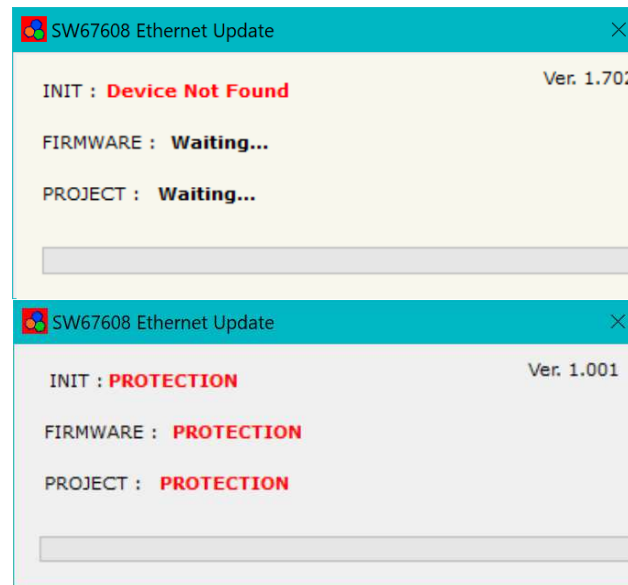 SW67608 Ethernet Update
Ver. 1.702
INIT : Device Not Found
FIRMWARE : Waiting...
PROJECT : Waiting...
SW67608 Ethernet Update
Ver. 1.001
INIT : PROTECTION
FIRMWARE : PROTECTION
PROJECT : PROTECTION